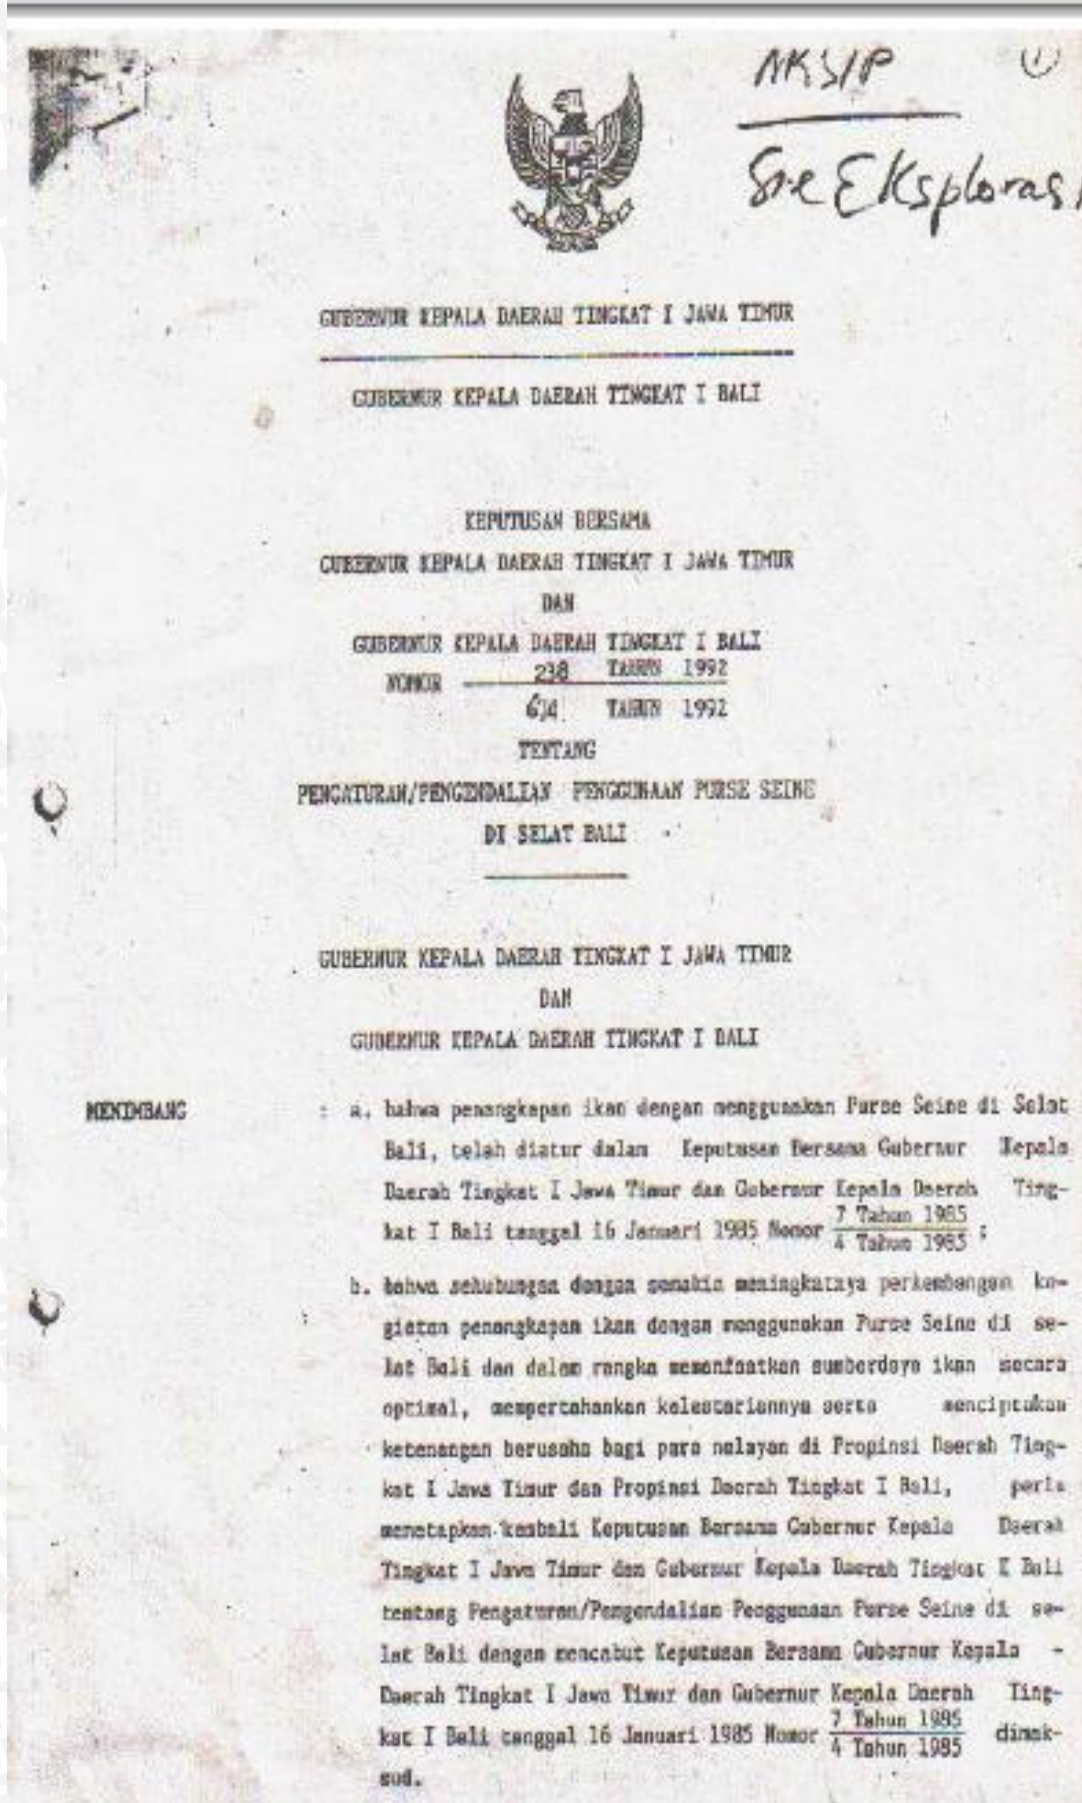 ARSIP
①
Sie Eksplorasi
GUBERNUR KEPALA DAERAH TINGKAT I JAWA TIMUR
GUBERNUR KEPALA DAERAH TINGKAT I BALI
KEPUTUSAN BERSAMA
GUBERNUR KEPALA DAERAH TINGKAT I JAWA TIMUR
DAN
GUBERNUR KEPALA DAERAH TINGKAT I BALI
NOMOR 238 TAHUN 1992
674 TAHUN 1992
TENTANG
PENGATURAN/PENGENDALIAN PENGGUNAAN PURSE SEINE
DI SELAT BALI
GUBERNUR KEPALA DAERAH TINGKAT I JAWA TIMUR
DAN
GUBERNUR KEPALA DAERAH TINGKAT I BALI
MENIMBANG : a. bahwa penangkapan ikan dengan menggunakan Purse Seine di Selat
Bali, telah diatur dalam Keputusan Bersama Gubernur Kepala
Daerah Tingkat I Jawa Timur dan Gubernur Kepala Daerah Ting-
kat I Bali tanggal 16 Januari 1985 Nomor 7 Tahun 1985
4 Tahun 1985 ;
b. bahwa sehubungan dengan semakin meningkatnya perkembangan ke-
giatan penangkapan ikan dengan menggunakan Purse Seine di se-
lat Bali dan dalam rangka memanfaatkan sumberdaya ikan secara
optimal, mempertahankan kelestariannya serta menciptakan
ketenangan berusaha bagi para nelayan di Propinsi Daerah Ting-
kat I Jawa Timur dan Propinsi Daerah Tingkat I Bali, perlu
menetapkan kembali Keputusan Bersama Gubernur Kepala Daerah
Tingkat I Jawa Timur dan Gubernur Kepala Daerah Tingkat I Bali
tentang Pengaturan/Pengendalian Penggunaan Purse Seine di se-
lat Bali dengan mencabut Keputusan Bersama Gubernur Kepala -
Daerah Tingkat I Jawa Timur dan Gubernur Kepala Daerah Ting-
kat I Bali tanggal 16 Januari 1985 Nomor 7 Tahun 1985
4 Tahun 1985 dimak-
sud.